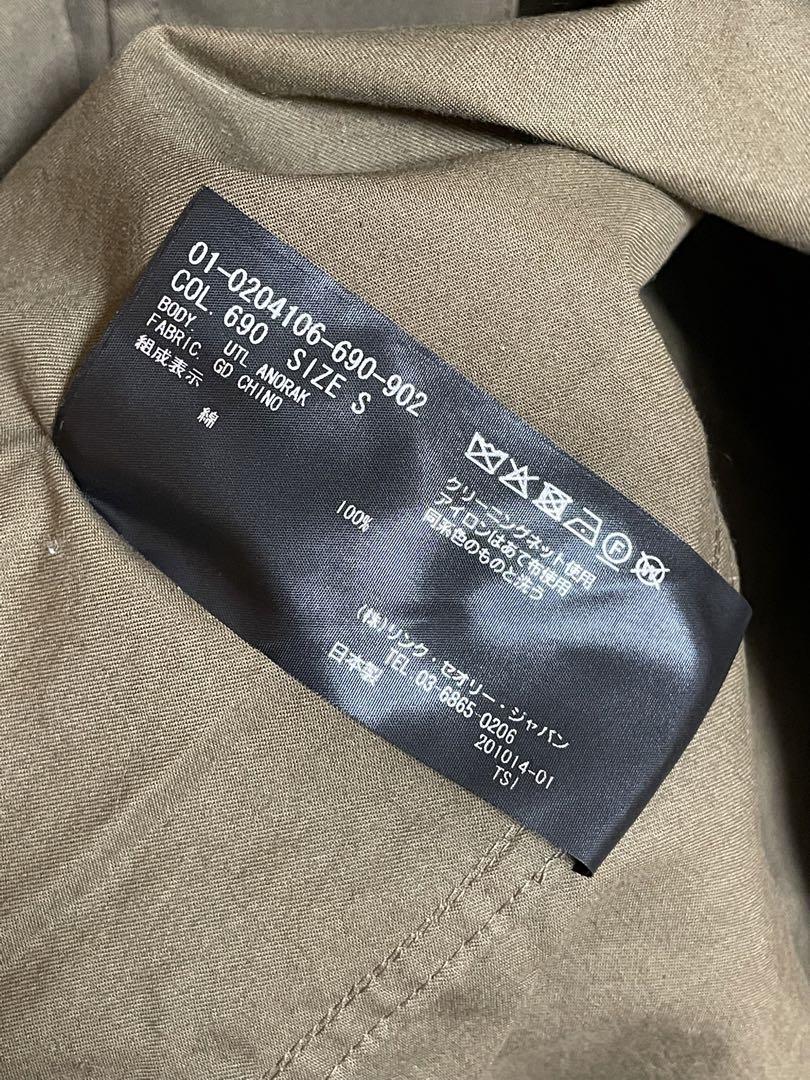 01-0204106-690-902
COL. 690 SIZE S
BODY. UTL ANORAK
FABRIC. GD CHINO
組成表示
綿 100%
F
W
クリーニングネット使用
アイロンはあて布使用
同系色のものと洗う
(株)リンク・セオリー・ジャパン
TEL 03-6865-0206
日本製
201014-01
TSI